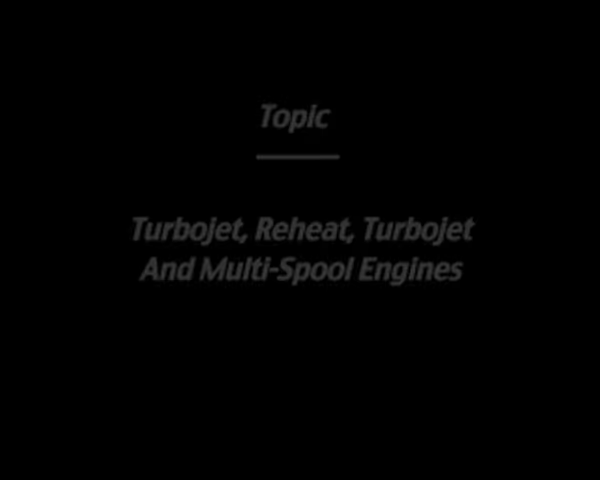 Topic
Turbojet, Reheat, Turbojet
And Multi-Spool Engines